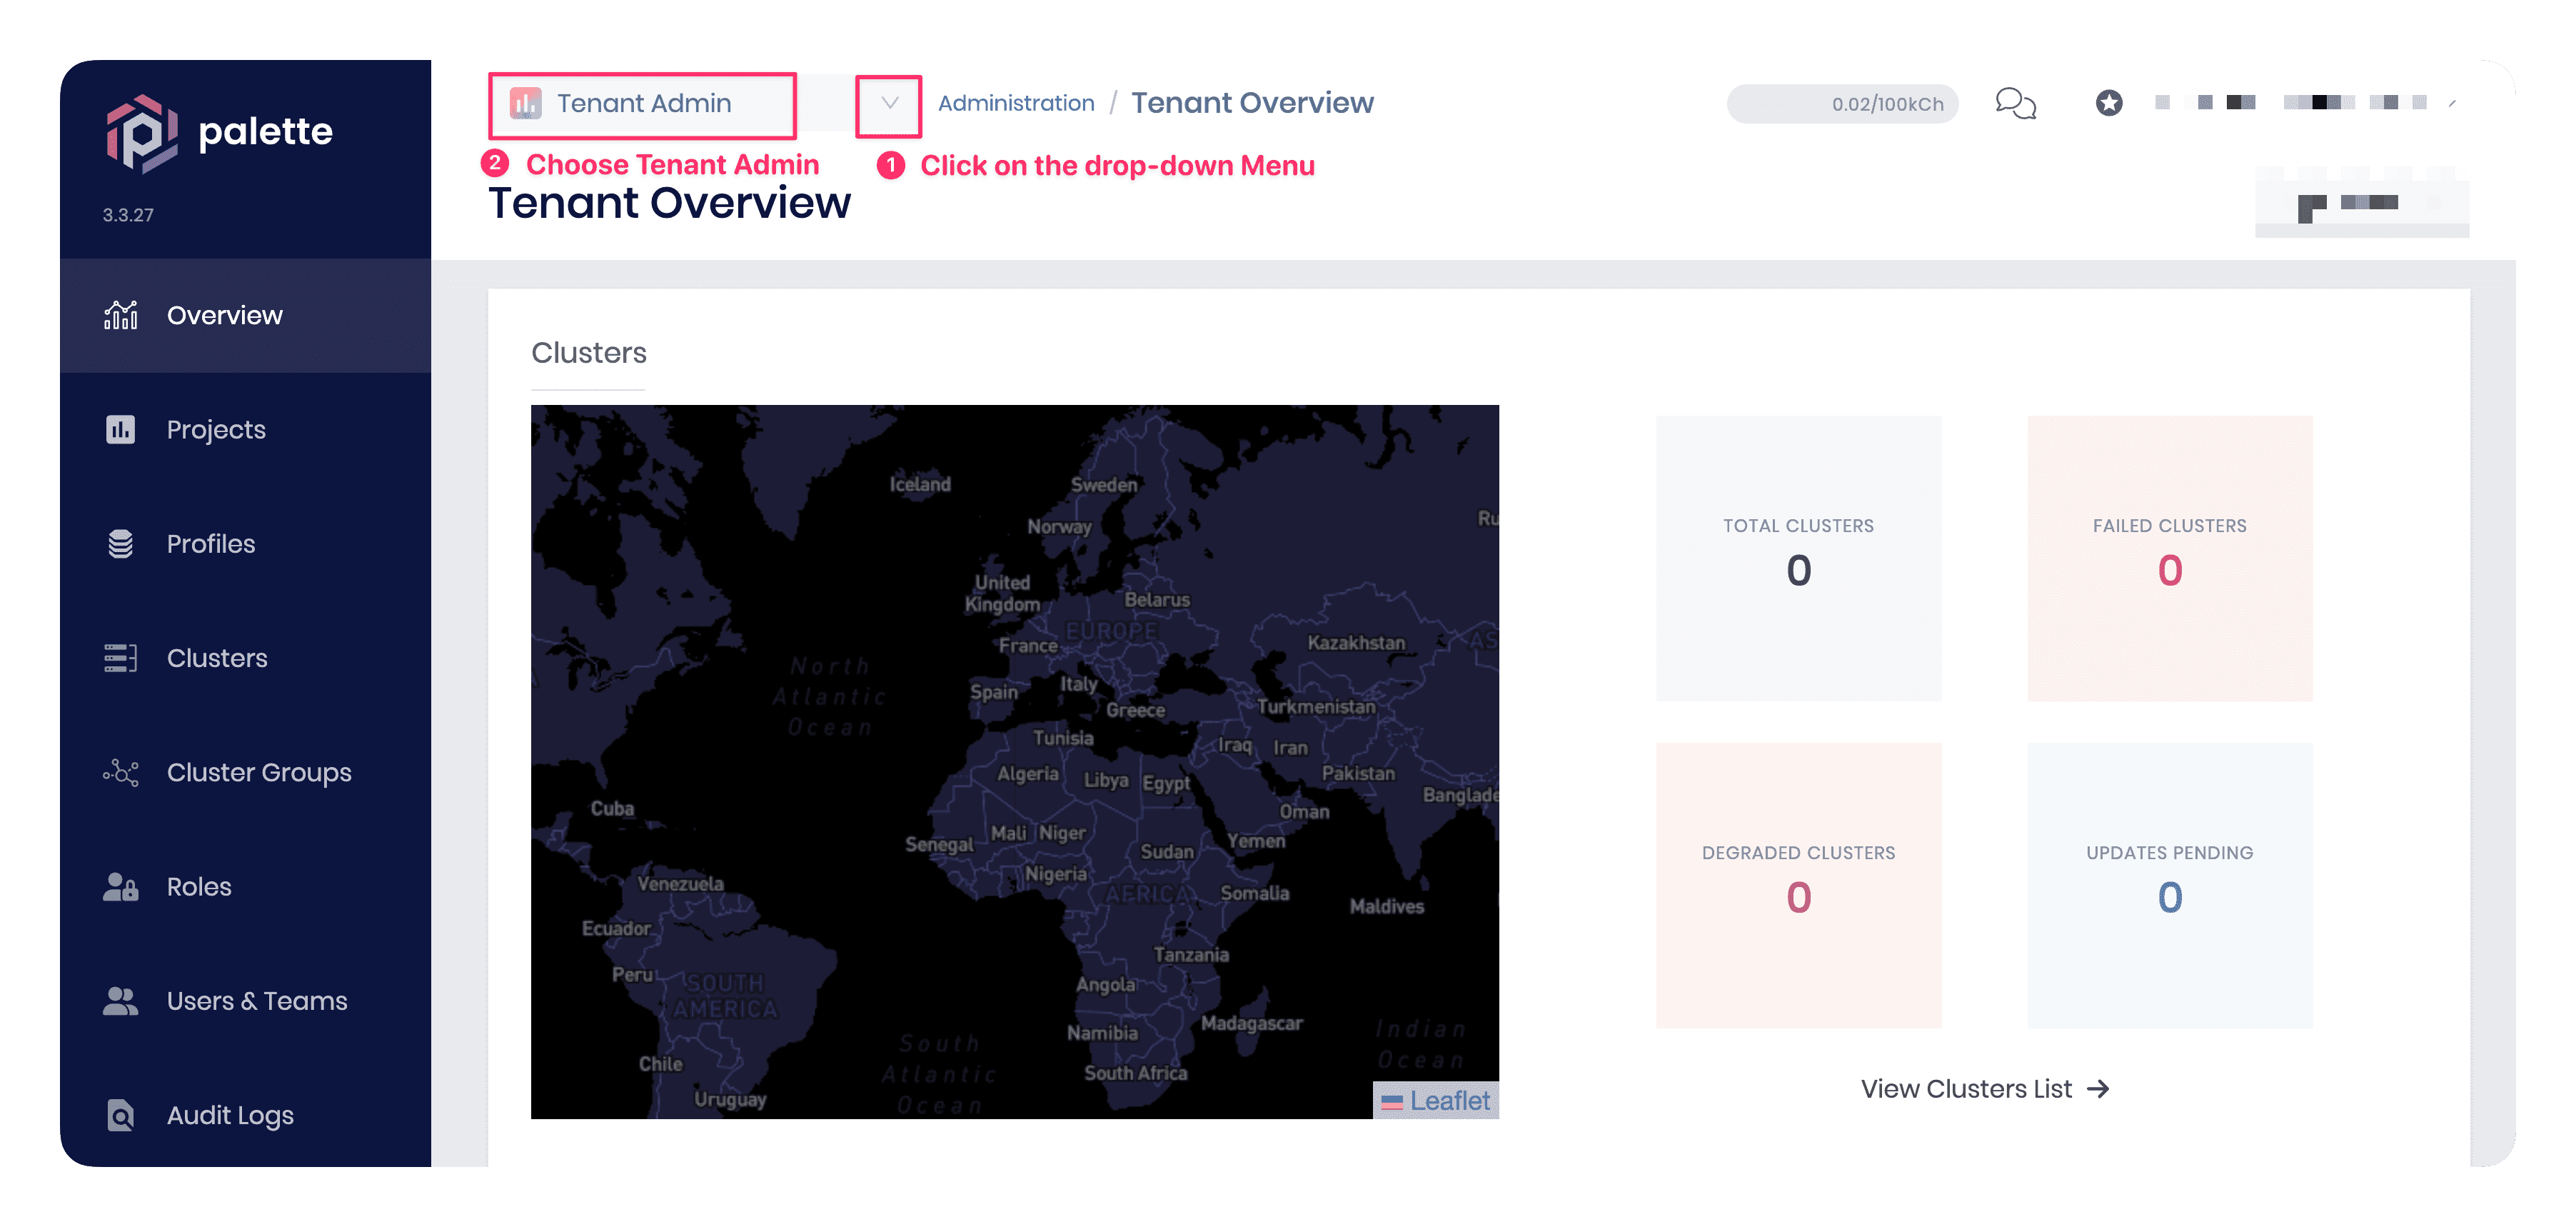 palette
3.3.27
Overview
Projects
Profiles
Clusters
Cluster Groups
Roles
Users & Teams
Audit Logs
Tenant Admin
Administration / Tenant Overview
0.02/100kCh
2 Choose Tenant Admin
1 Click on the drop-down Menu
Tenant Overview
Clusters
Iceland
Sweden
Norway
Ru
United
Kingdom
Belarus
EUROPE
France
Kazakhstan
AS
North
Atlantic
Ocean
Spain
Italy
Greece
Turkmenistan
Tunisia
Iraq
Iran
Algeria
Libya
Egypt
Pakistan
Banglade
Cuba
Oman
Mali
Niger
Senegal
Sudan
Yemen
Nigeria
Venezuela
AFRICA
Somalia
Maldives
Ecuador
Tanzania
Peru
SOUTH
AMERICA
Angola
Namibia
Madagascar
Indian
Ocean
South
Atlantic
Ocean
Chile
South Africa
Uruguay
Leaflet
TOTAL CLUSTERS
0
FAILED CLUSTERS
0
DEGRADED CLUSTERS
0
UPDATES PENDING
0
View Clusters List →